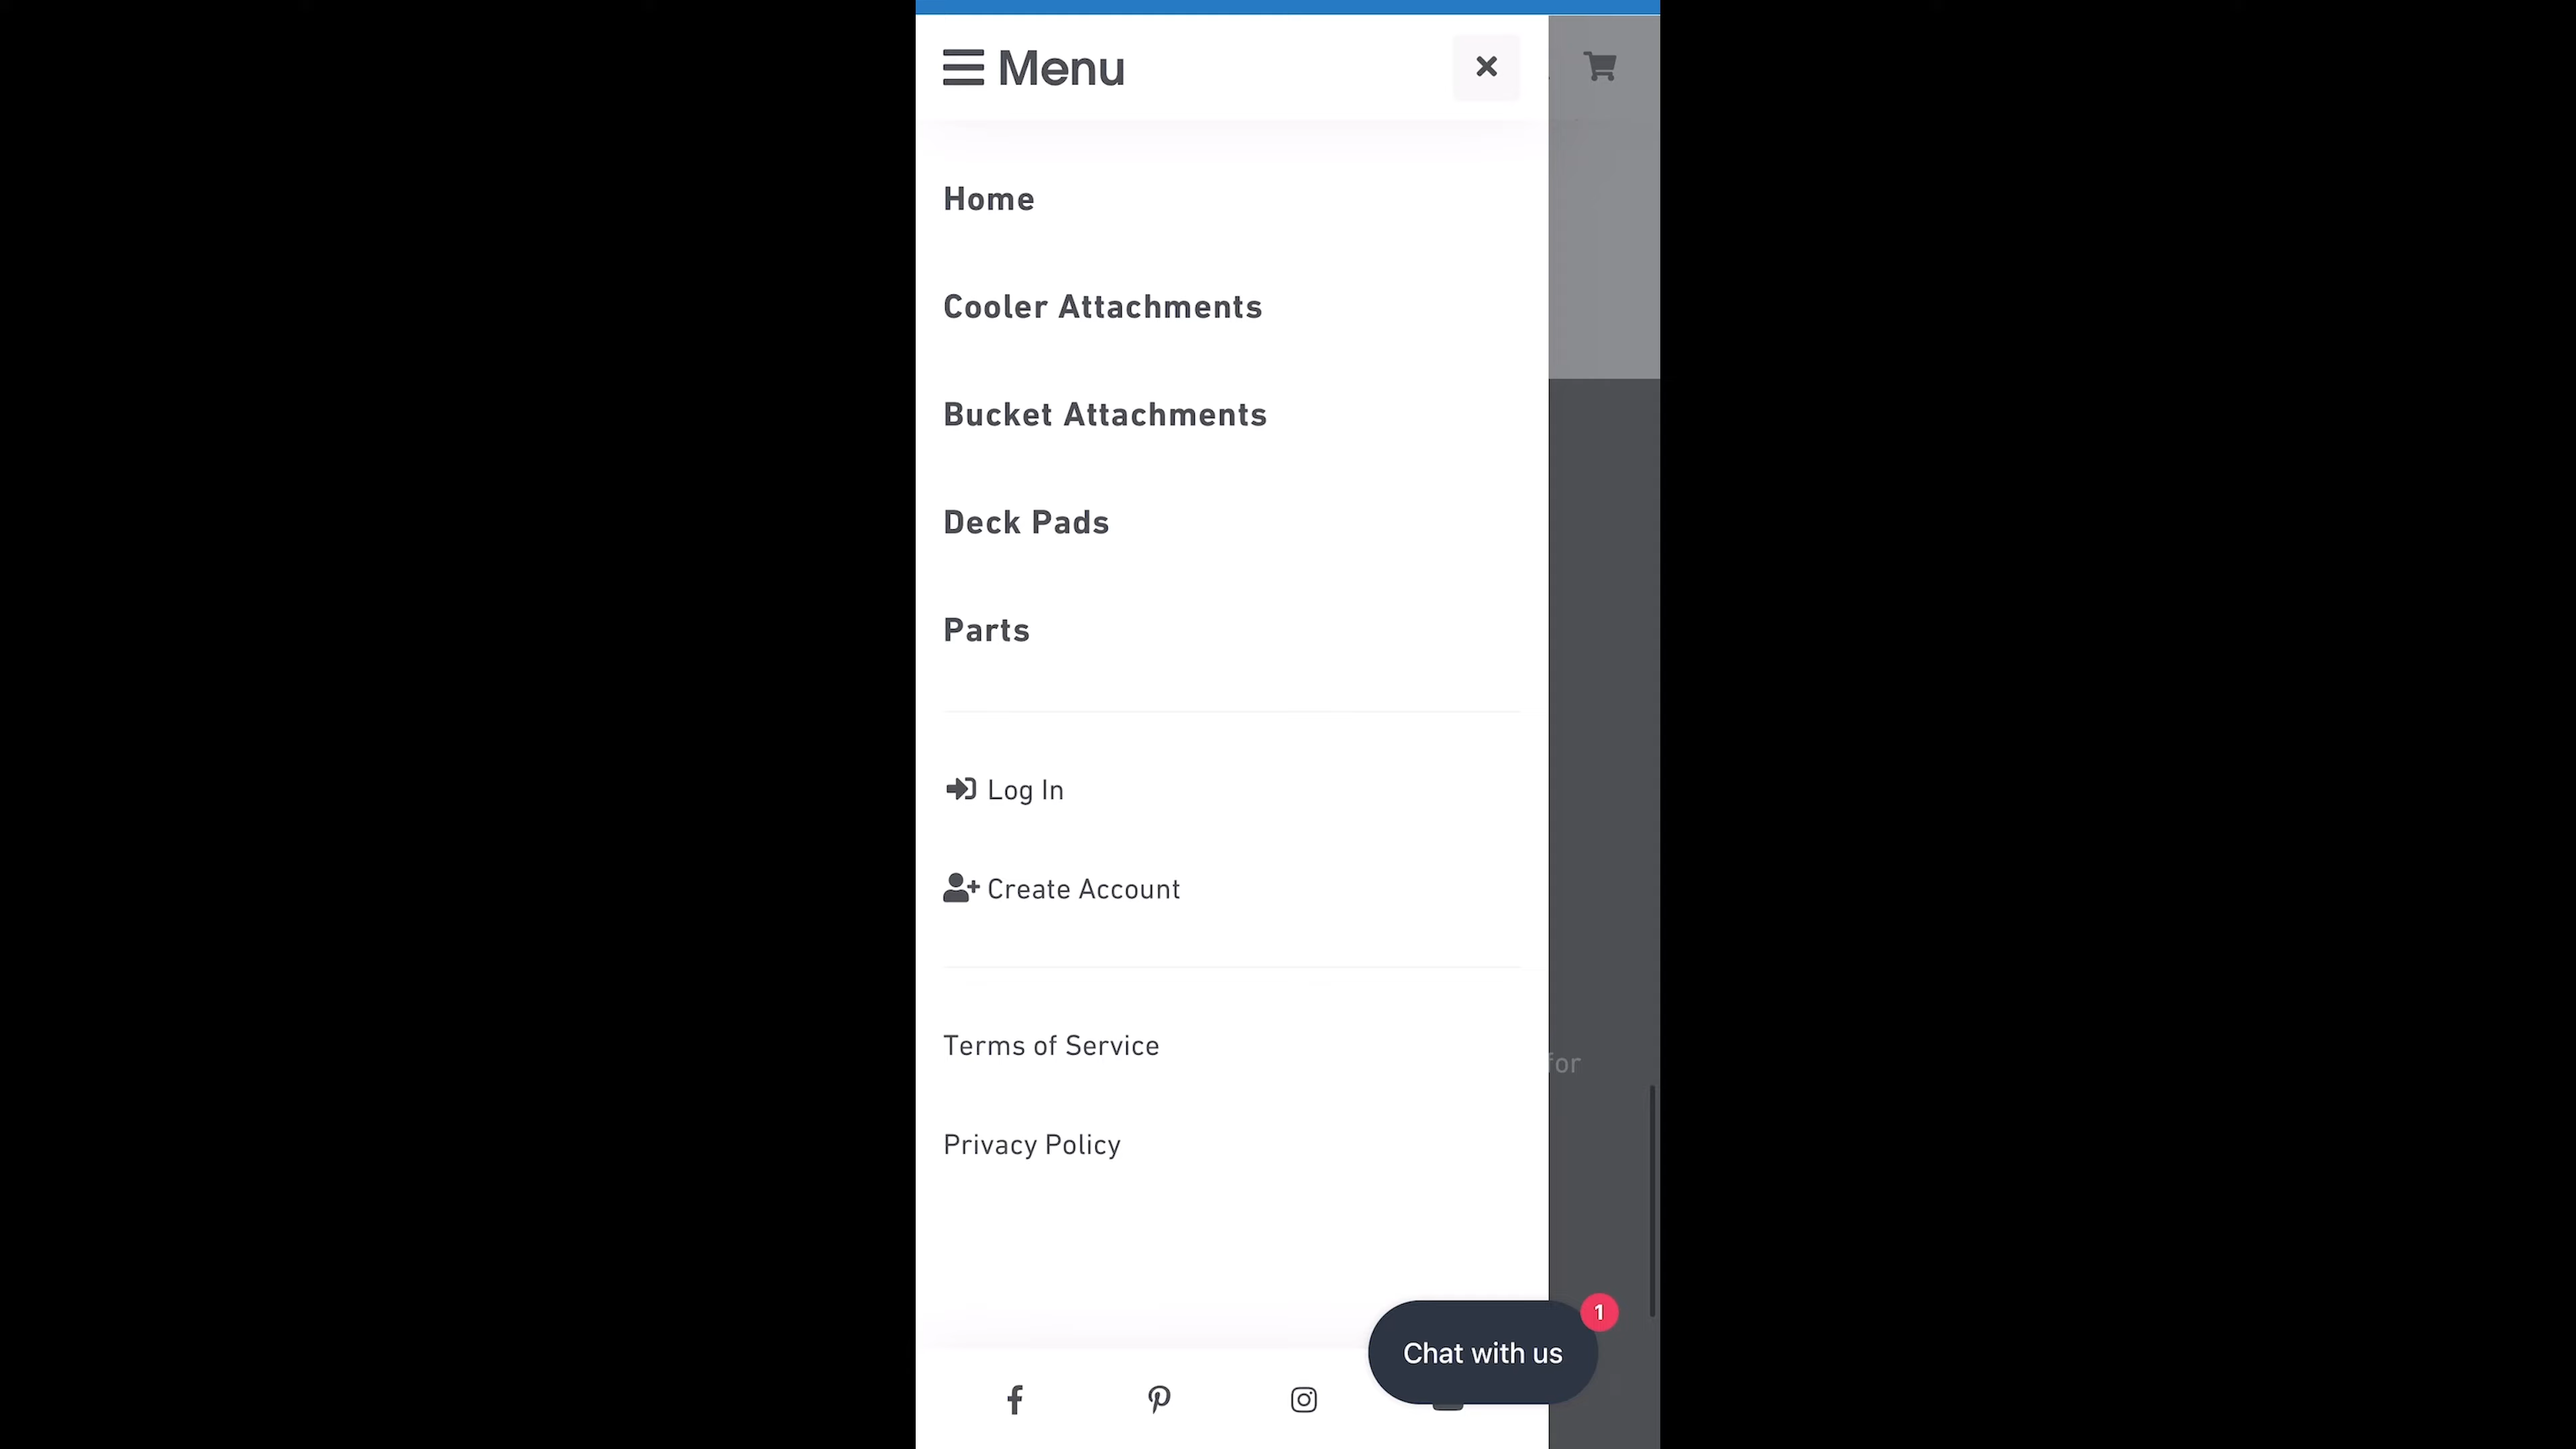 Menu
Home
Cooler Attachments
Bucket Attachments
Deck Pads
Parts
Log In
Create Account
Terms of Service
for
Privacy Policy
1
Chat with us